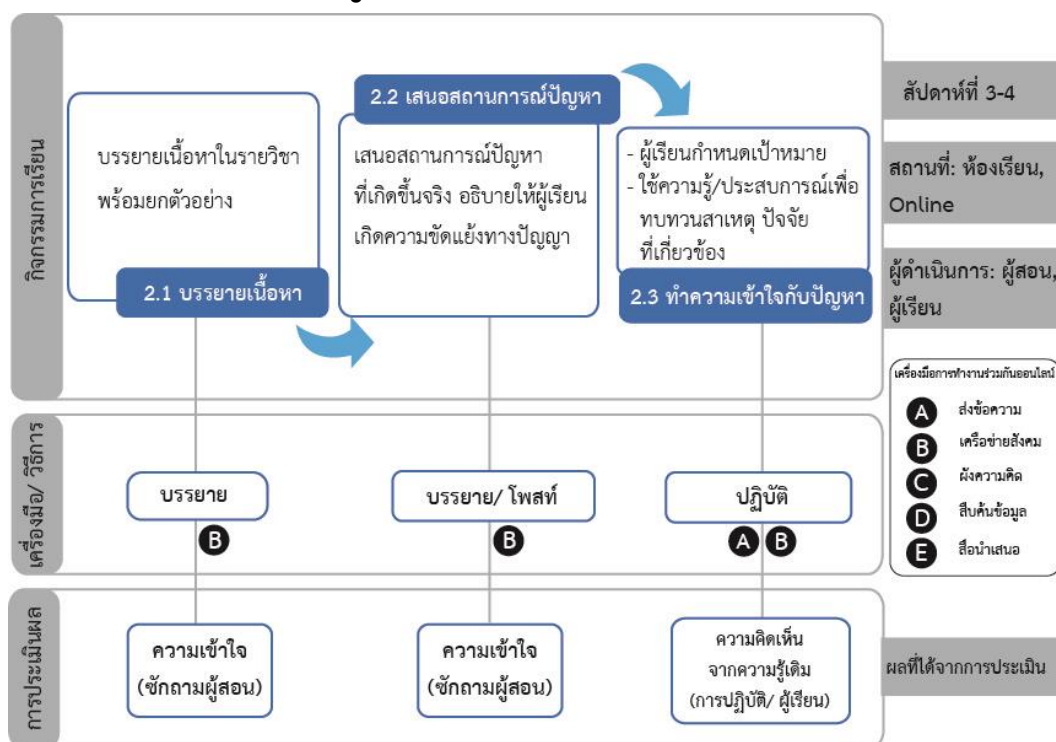 กิจกรรมการเรียน
บรรยายเนื้อหาในรายวิชา
พร้อมยกตัวอย่าง
2.1 บรรยายเนื้อหา
2.2 เสนอสถานการณ์ปัญหา
เสนอสถานการณ์ปัญหา
ที่เกิดขึ้นจริง อธิบายให้ผู้เรียน
เกิดความขัดแย้งทางปัญญา
- ผู้เรียนกำหนดเป้าหมาย
- ใช้ความรู้/ประสบการณ์เพื่อ
ทบทวนสาเหตุ ปัจจัย
ที่เกี่ยวข้อง
2.3 ทำความเข้าใจกับปัญหา
สัปดาห์ที่ 3-4
สถานที่: ห้องเรียน,
Online
ผู้ดำเนินการ: ผู้สอน,
ผู้เรียน
เครื่องมือการทำงานร่วมกันออนไลน์
A ส่งข้อความ
B เครือข่ายสังคม
C ผังความคิด
D สืบค้นข้อมูล
E สื่อนำเสนอ
เครื่องมือ/ วิธีการ
บรรยาย
B
บรรยาย/ โพสท์
B
ปฏิบัติ
A B
การประเมินผล
ความเข้าใจ
(ซักถามผู้สอน)
ความเข้าใจ
(ซักถามผู้สอน)
ความคิดเห็น
จากความรู้เดิม
(การปฏิบัติ/ ผู้เรียน)
ผลที่ได้จากการประเมิน